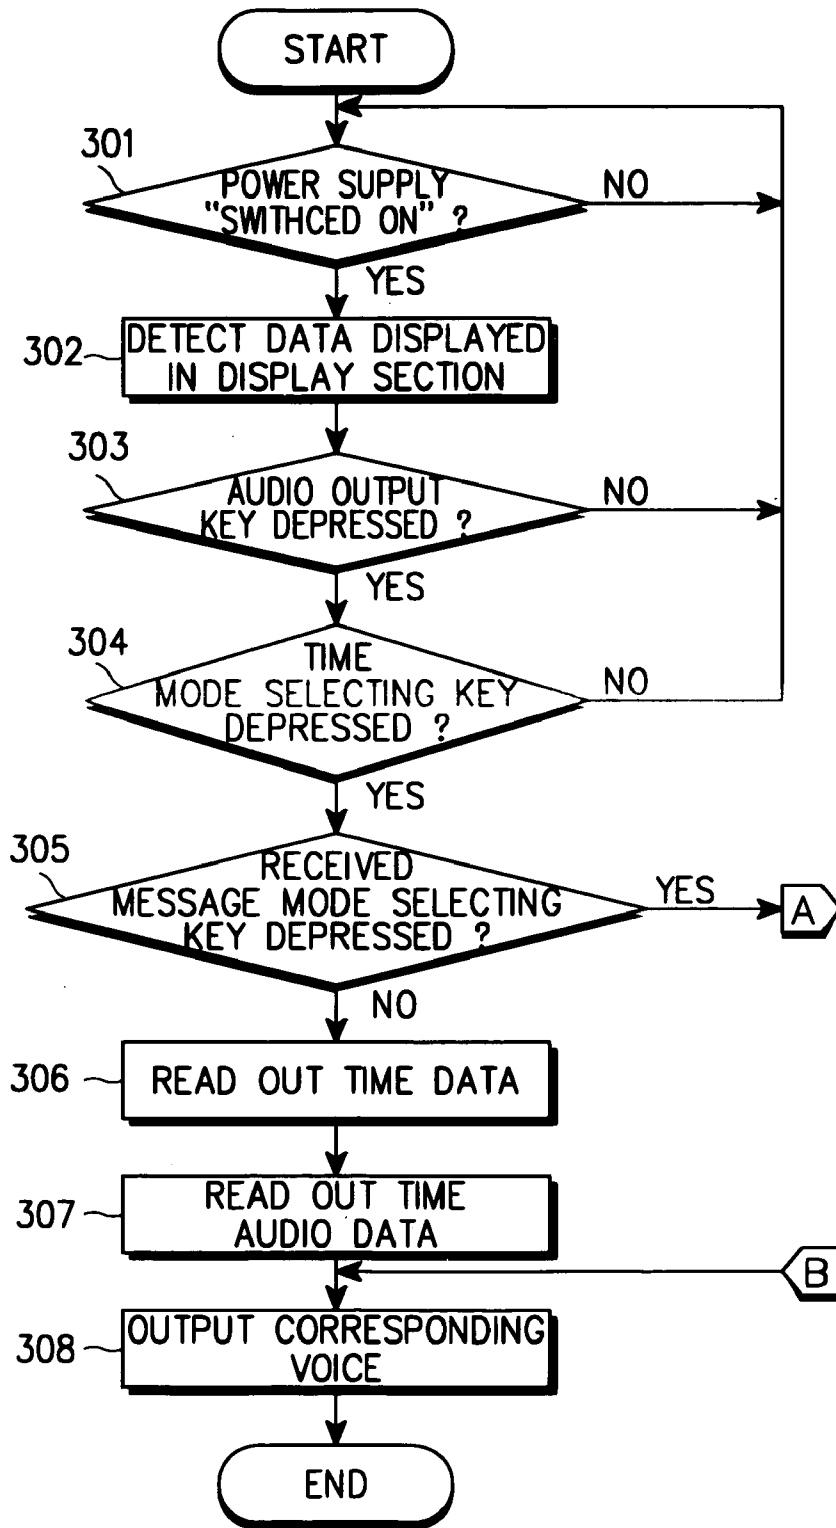 START
301
POWER SUPPLY
"SWITHCED ON" ?
NO
YES
302
DETECT DATA DISPLAYED
IN DISPLAY SECTION
303
AUDIO OUTPUT
KEY DEPRESSED ?
NO
YES
304
TIME
MODE SELECTING KEY
DEPRESSED ?
NO
YES
305
RECEIVED
MESSAGE MODE SELECTING
KEY DEPRESSED ?
YES
A
NO
306
READ OUT TIME DATA
307
READ OUT TIME
AUDIO DATA
B
308
OUTPUT CORRESPONDING
VOICE
END